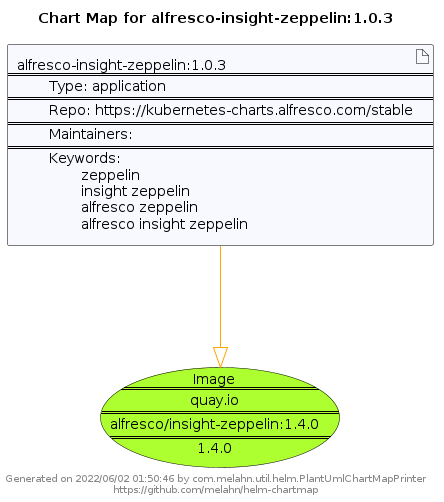 Chart Map for alfresco-insight-zeppelin:1.0.3
alfresco-insight-zeppelin:1.0.3
Type: application
Repo: https://kubernetes-charts.alfresco.com/stable
Maintainers:
Keywords:
zeppelin
insight zeppelin
alfresco zeppelin
alfresco insight zeppelin
Image
quay.io
alfresco/insight-zeppelin:1.4.0
1.4.0
Generated on 2022/06/02 01:50:46 by com.melahn.util.helm.PlantUmlChartMapPrinter
https://github.com/melahn/helm-chartmap